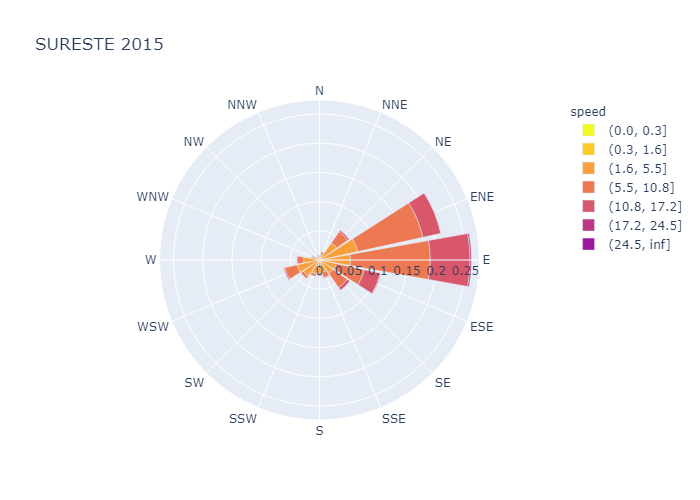 SURESTE 2015
N
NNW
NNE
NW
NE
WNW
ENE
W
0 0.05 0.1 0.15 0.2 0.25
E
WSW
ESE
SW
SE
SSW
SSE
S
speed
(0.0, 0.3]
(0.3, 1.6]
(1.6, 5.5]
(5.5, 10.8]
(10.8, 17.2]
(17.2, 24.5]
(24.5, inf]